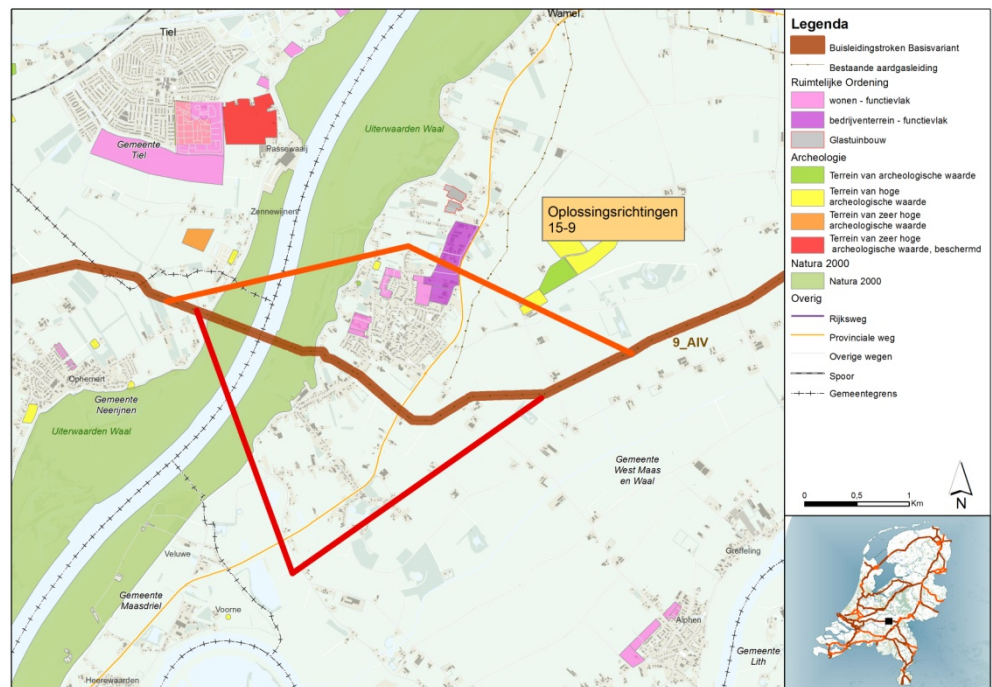 Tiel
Wamel
Uiterwaarden Waal
Gemeente
Tiel
Passewaaij
Zennewijnen
Oplossingsrichtingen
15-9
9_AIV
Ophemert
Gemeente
Neerijnen
Uiterwaarden Waal
Gemeente
West Maas
en Waal
Veluwe
Greffeling
Gemeente
Maasdriel
Voorne
Alphen
Gemeente
Lith
Heerewaarden
Legenda
Buisleidingstroken Basisvariant
Bestaande aardgasleiding
Ruimtelijke Ordening
wonen - functievlak
bedrijventerrein - functievlak
Glastuinbouw
Archeologie
Terrein van archeologische waarde
Terrein van hoge
archeologische waarde
Terrein van zeer hoge
archeologische waarde
Terrein van zeer hoge
archeologische waarde, beschermd
Natura 2000
Natura 2000
Overig
Rijksweg
Provinciale weg
Overige wegen
Spoor
Gemeentegrens
0 0,5 1
Km
N